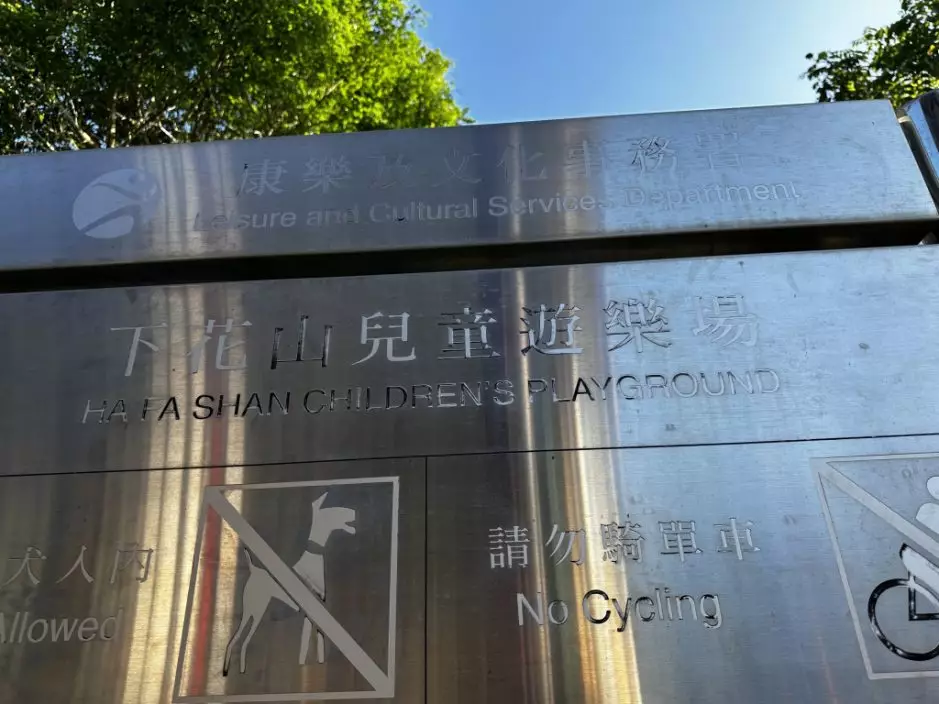 康樂及文化事務署
Leisure and Cultural Services Department
下花山兒童遊樂場
HA FA SHAN CHILDREN'S PLAYGROUND
犬入內
Allowed
請勿騎單車
No Cycling